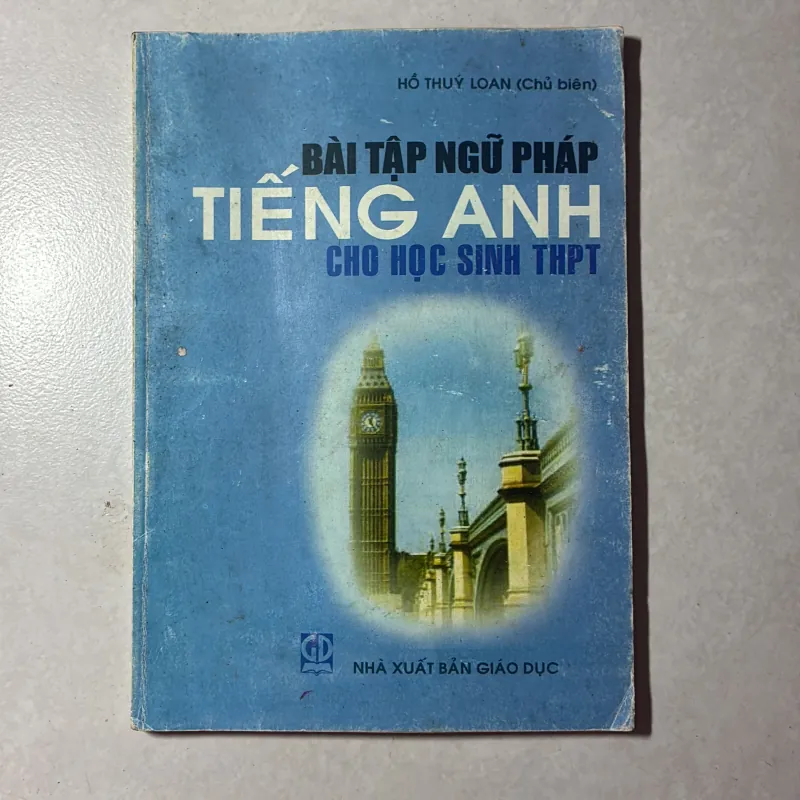 HỒ THUÝ LOAN (Chủ biên)
BÀI TẬP NGỮ PHÁP
TIẾNG ANH
CHO HỌC SINH THPT
GD
NHÀ XUẤT BẢN GIÁO DỤC